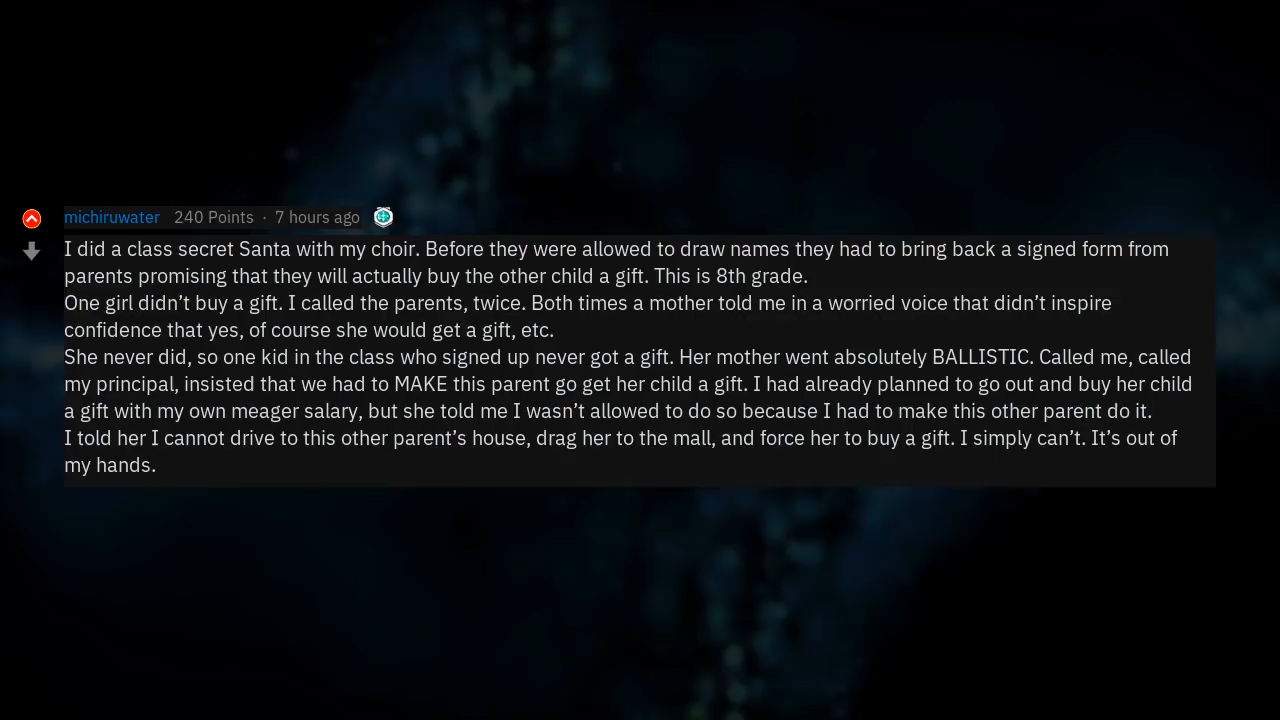 michiruwater 240 Points · 7 hours ago
I did a class secret Santa with my choir. Before they were allowed to draw names they had to bring back a signed form from
parents promising that they will actually buy the other child a gift. This is 8th grade.
One girl didn’t buy a gift. I called the parents, twice. Both times a mother told me in a worried voice that didn’t inspire
confidence that yes, of course she would get a gift, etc.
She never did, so one kid in the class who signed up never got a gift. Her mother went absolutely BALLISTIC. Called me, called
my principal, insisted that we had to MAKE this parent go get her child a gift. I had already planned to go out and buy her child
a gift with my own meager salary, but she told me I wasn’t allowed to do so because I had to make this other parent do it.
I told her I cannot drive to this other parent’s house, drag her to the mall, and force her to buy a gift. I simply can’t. It’s out of
my hands.